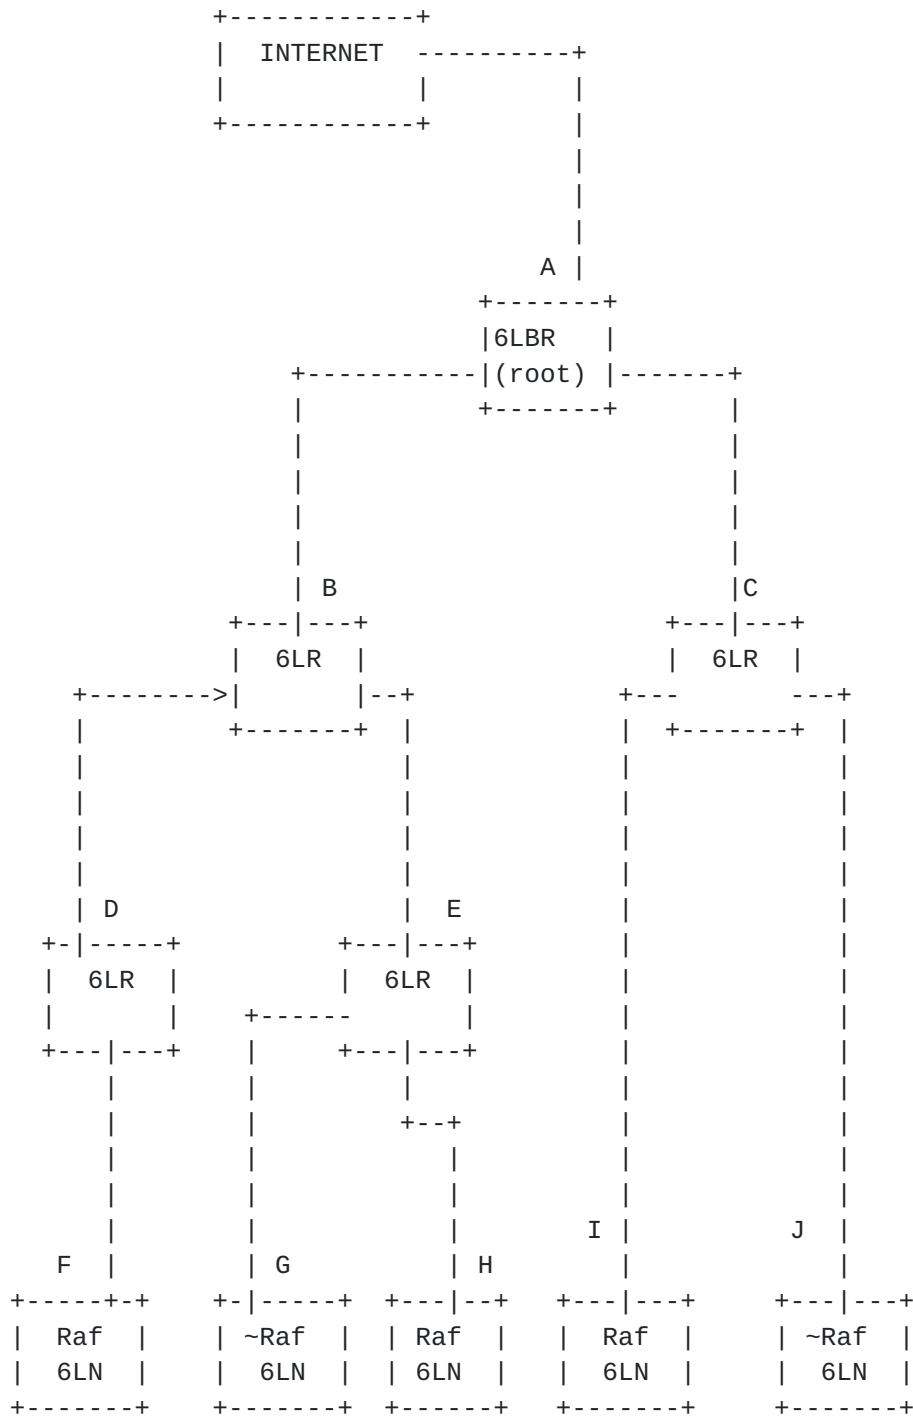 INTERNET
A
6LBR
(root)
B C
6LR 6LR
D E
6LR 6LR
I J
F G H
Raf ~Raf Raf Raf ~Raf
6LN 6LN 6LN 6LN 6LN